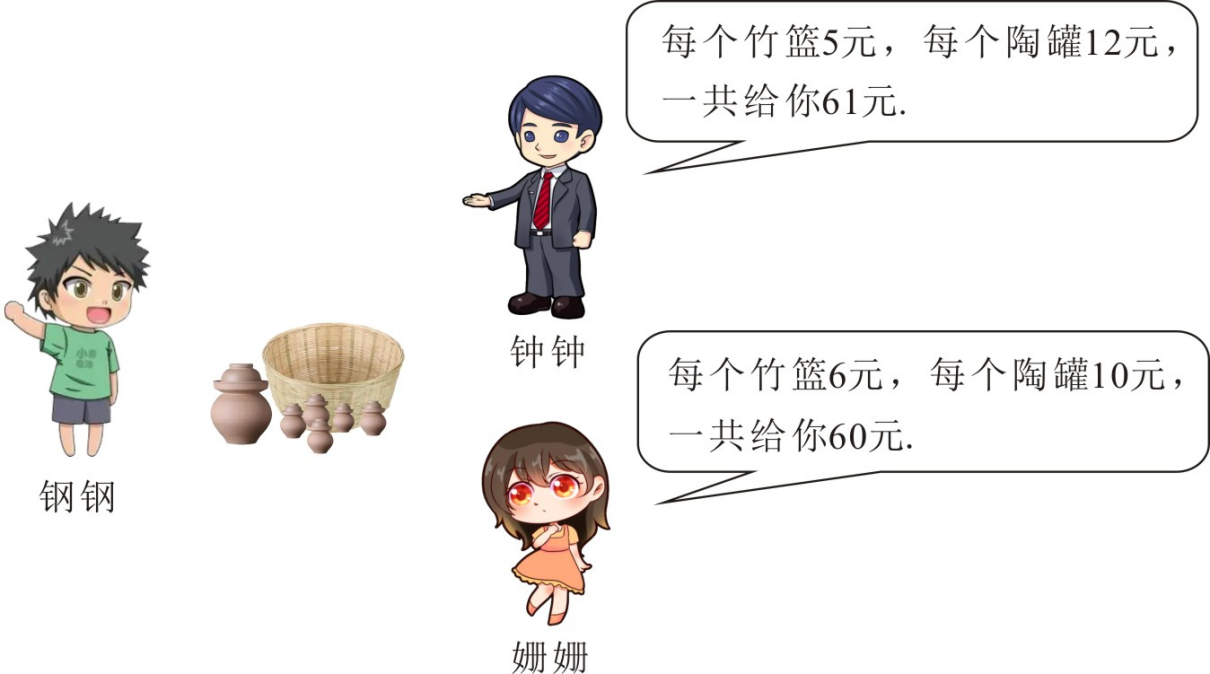 每个竹篮5元，每个陶罐12元，
一共给你61元.
钟钟
每个竹篮6元，每个陶罐10元，
一共给你60元.
钢钢
姗姗